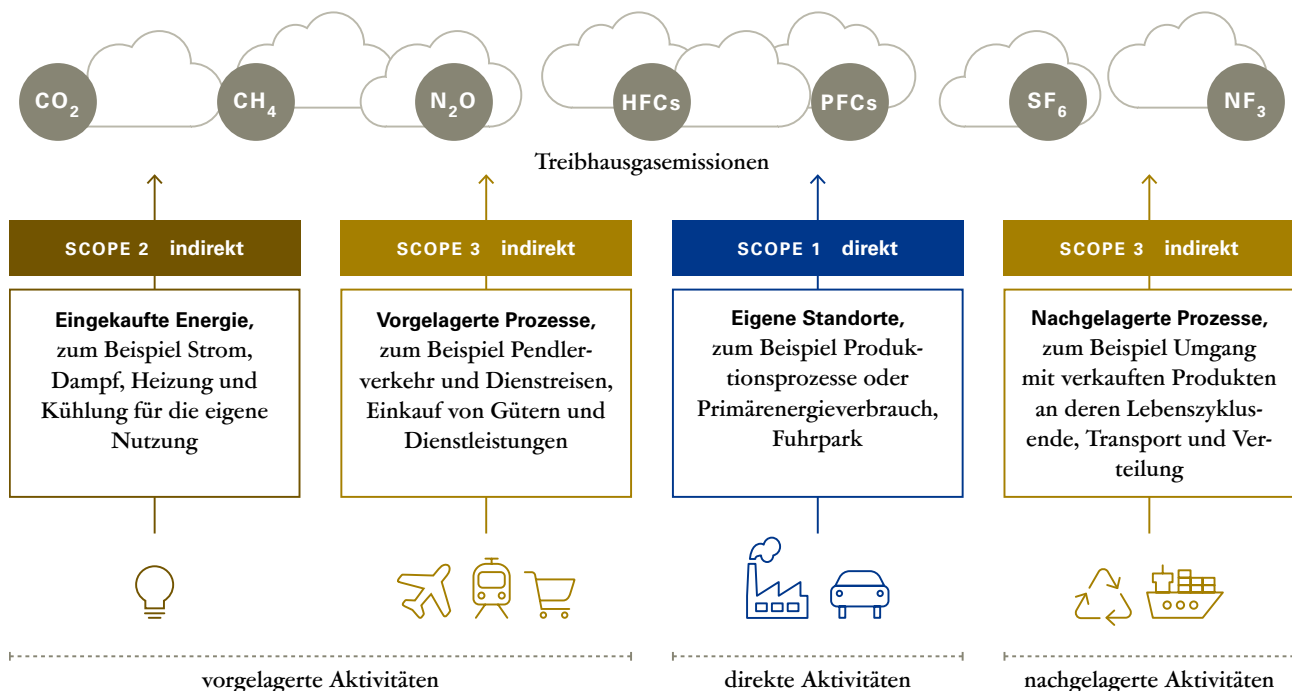 CO₂
CH₄
N₂O
HFCs
PFCs
SF₆
NF₃
Treibhausgasemissionen
SCOPE 2 indirekt
Eingekaufte Energie,
zum Beispiel Strom,
Dampf, Heizung und
Kühlung für die eigene
Nutzung
SCOPE 3 indirekt
Vorgelagerte Prozesse,
zum Beispiel Pendler-
verkehr und Dienstreisen,
Einkauf von Gütern und
Dienstleistungen
SCOPE 1 direkt
Eigene Standorte,
zum Beispiel Produk-
tionsprozesse oder
Primärenergieverbrauch,
Fuhrpark
SCOPE 3 indirekt
Nachgelagerte Prozesse,
zum Beispiel Umgang
mit verkauften Produkten
an deren Lebenszyklus-
ende, Transport und Ver-
teilung
vorgelagerte Aktivitäten
direkte Aktivitäten
nachgelagerte Aktivitäten